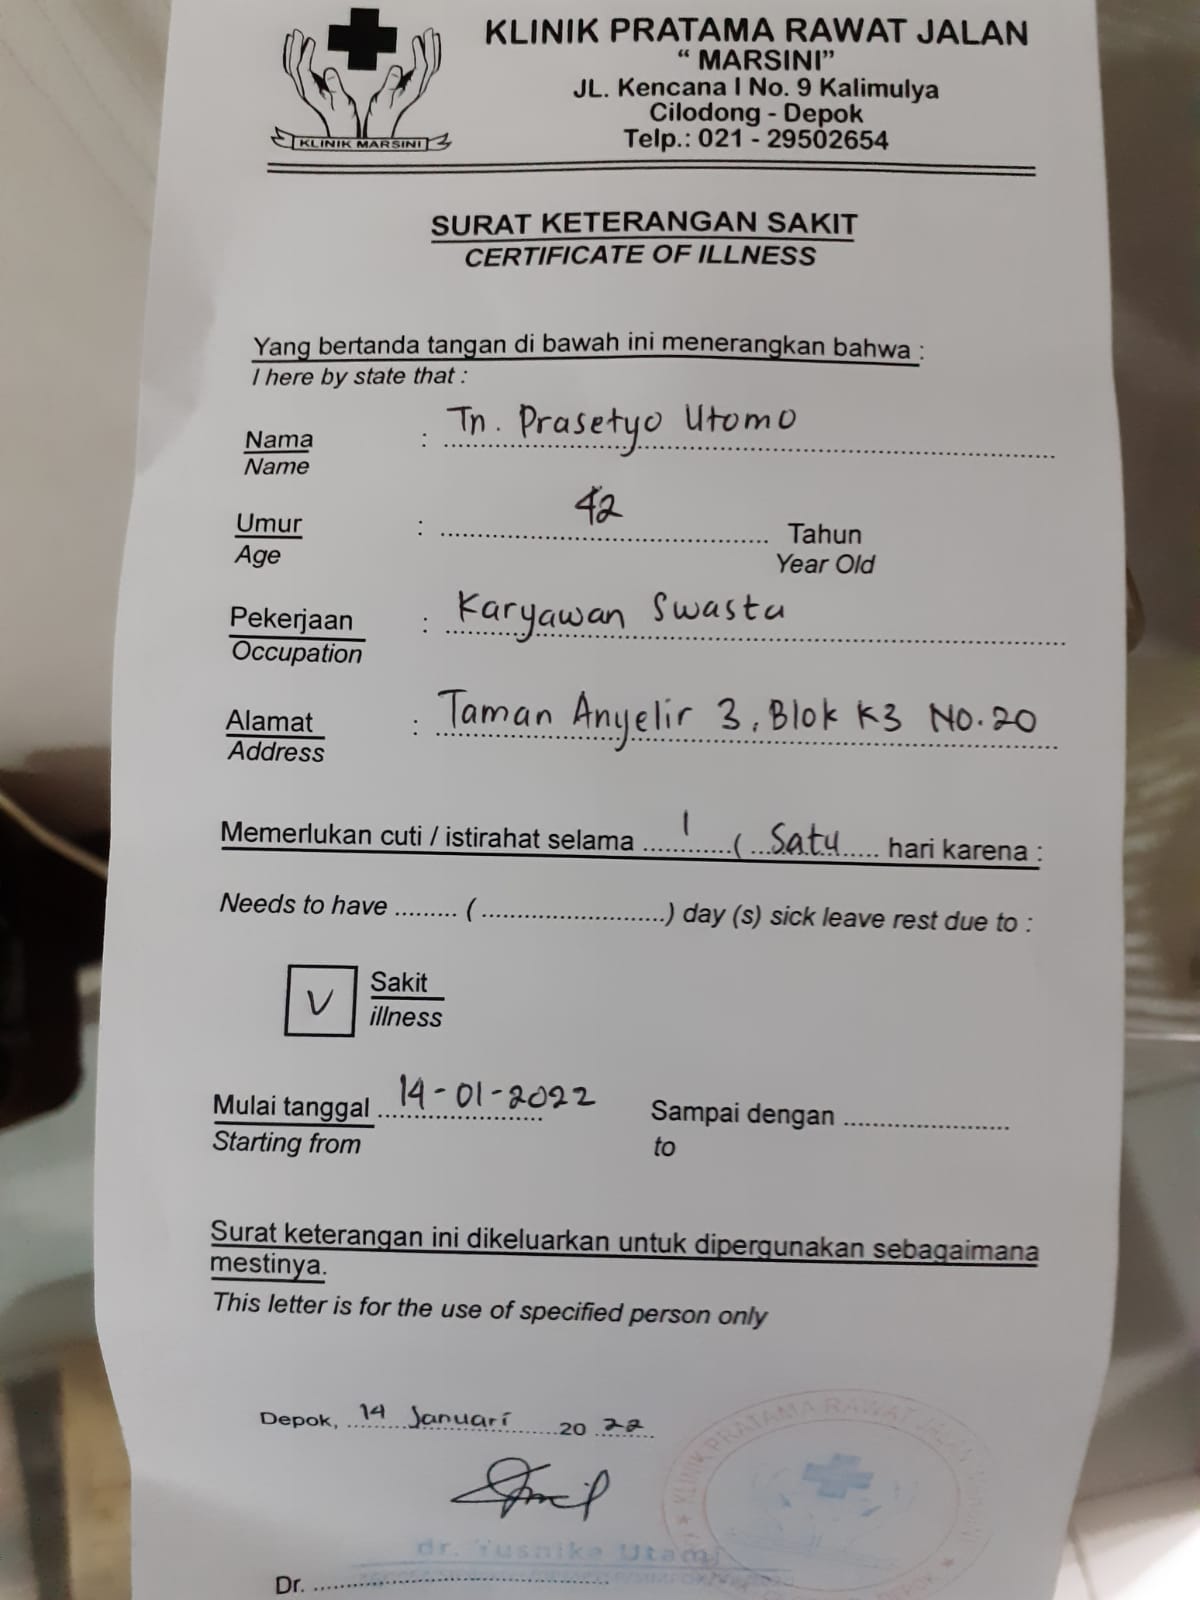 KLINIK MARSINI
KLINIK PRATAMA RAWAT JALAN
“ MARSINI”
JL. Kencana I No. 9 Kalimulya
Cilodong - Depok
Telp.: 021 - 29502654
SURAT KETERANGAN SAKIT
CERTIFICATE OF ILLNESS
Yang bertanda tangan di bawah ini menerangkan bahwa :
I here by state that :
Nama : Tn. Prasetyo Utomo
Name
Umur : 42 Tahun
Age Year Old
Pekerjaan : Karyawan Swasta
Occupation
Alamat : Taman Anyelir 3, Blok K3 No.20
Address
Memerlukan cuti / istirahat selama 1 ( Satu hari karena :
Needs to have ......... ( .........................) day (s) sick leave rest due to :
V Sakit
illness
Mulai tanggal 14-01-2022 Sampai dengan ......................
Starting from to
Surat keterangan ini dikeluarkan untuk dipergunakan sebagaimana
mestinya.
This letter is for the use of specified person only
Depok, 14 Januari 2022
KLINIK PRATAMA RAWAT JALAN
dr. Yusnika Utami
Dr. ........................................
DEPOK